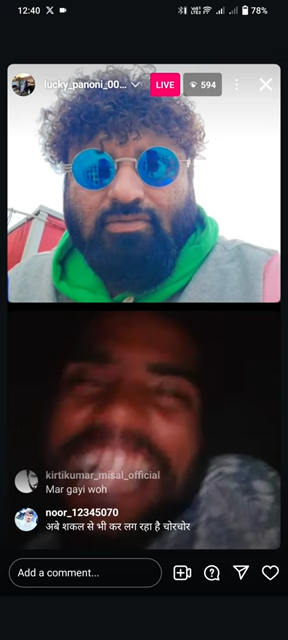 12:40
78%
lucky_panoni_00...
LIVE
594
kirtikumar_misal_official
Mar gayi woh
noor_12345070
अबे शकल से भी कर लग रहा है चोरचोर
Add a comment...